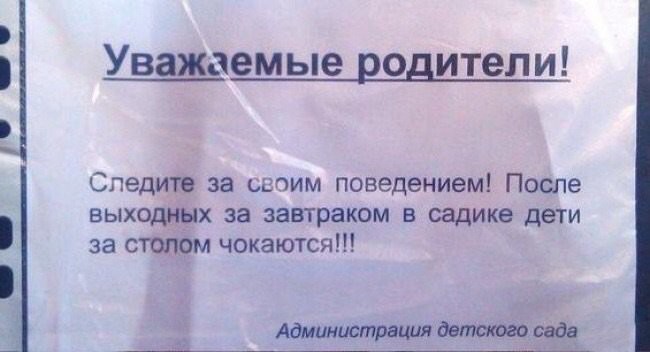 Уважаемые родители!
Следите за своим поведением! После
выходных за завтраком в садике дети
за столом чокаются!!!
Администрация детского сада